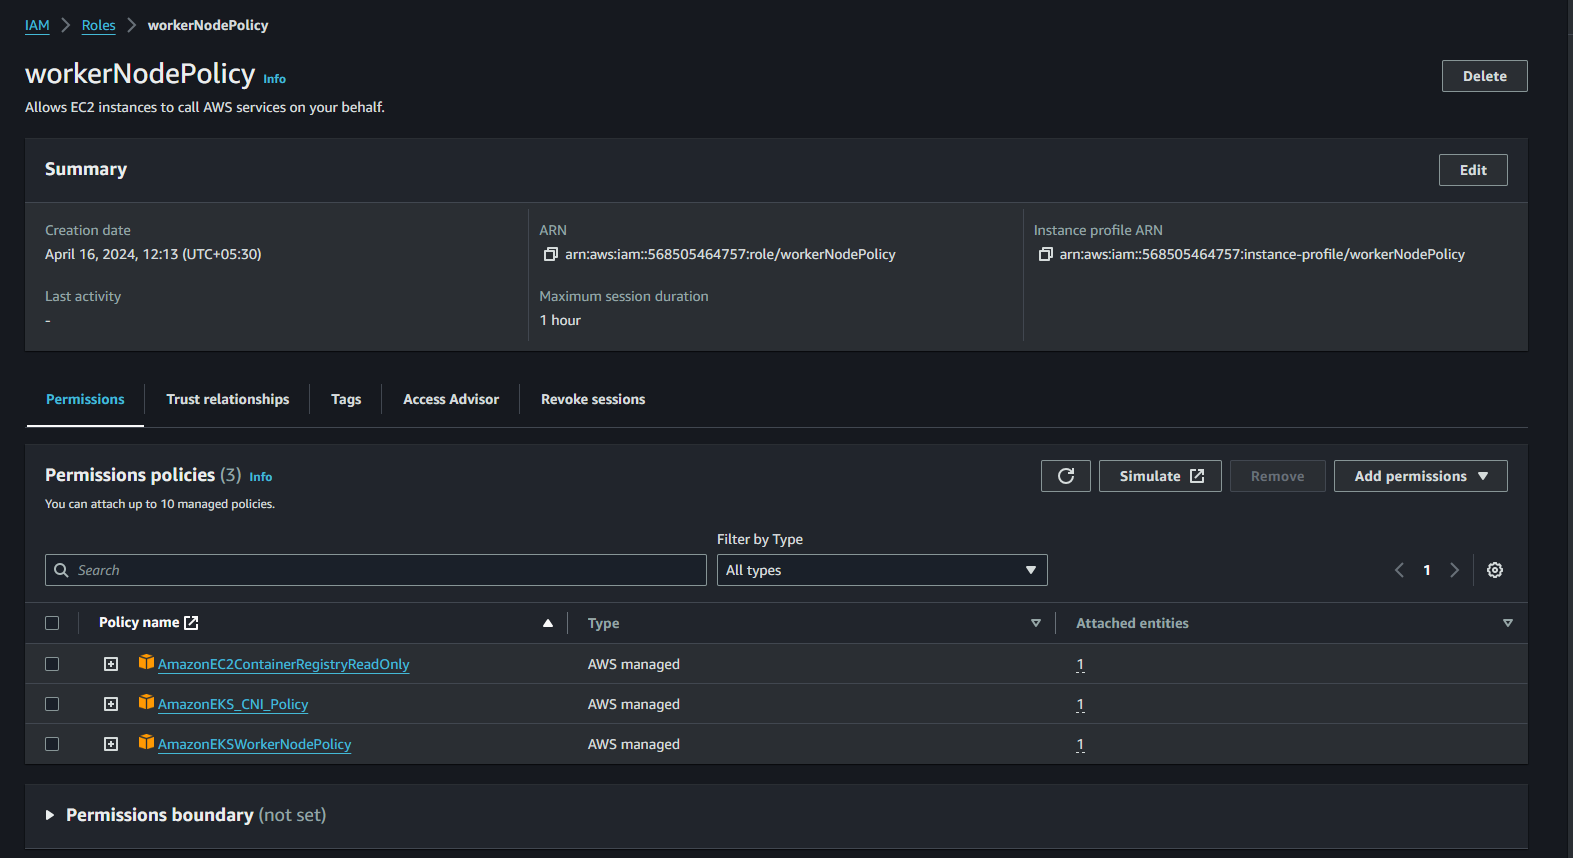 IAM > Roles > workerNodePolicy
workerNodePolicy Info
Delete
Allows EC2 instances to call AWS services on your behalf.
Summary
Edit
Creation date
April 16, 2024, 12:13 (UTC+05:30)
ARN
arn:aws:iam::568505464757:role/workerNodePolicy
Instance profile ARN
arn:aws:iam::568505464757:instance-profile/workerNodePolicy
Last activity
-
Maximum session duration
1 hour
Permissions Trust relationships Tags Access Advisor Revoke sessions
Permissions policies (3) Info
You can attach up to 10 managed policies.
Simulate Remove Add permissions
Filter by Type
Search
All types
1
Policy name Type Attached entities
AmazonEC2ContainerRegistryReadOnly AWS managed 1
AmazonEKS_CNI_Policy AWS managed 1
AmazonEKSWorkerNodePolicy AWS managed 1
Permissions boundary (not set)